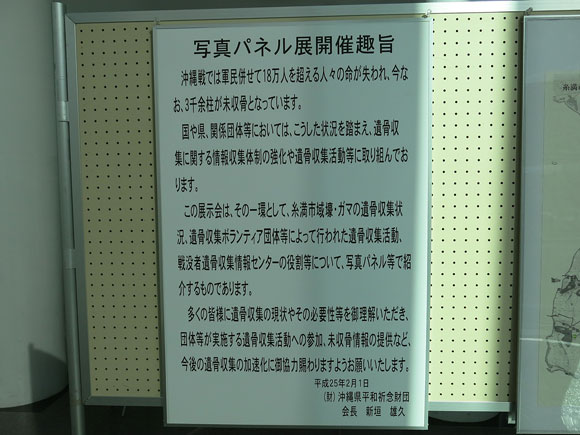 写真パネル展開催趣旨
沖縄戦では軍民併せて18万人を超える人々の命が失われ、今な
お、3千余柱が未収骨となっています。
国や県、関係団体等においては、こうした状況を踏まえ、遺骨収
集に関する情報収集体制の強化や遺骨収集活動等に取り組んでお
ります。
この展示会は、その一環として、糸満市域壕・ガマの遺骨収集状
況、遺骨収集ボランティア団体等によって行われた遺骨収集活動、
戦没者遺骨収集情報センターの役割等について、写真パネル等で紹
介するものであります。
多くの皆様に遺骨収集の現状やその必要性等を御理解いただき、
団体等が実施する遺骨収集活動への参加、未収骨情報の提供など、
今後の遺骨収集の加速化に御協力賜わりますようお願いいたします。
平成25年2月1日
(財)沖縄県平和祈念財団
会長 新垣 雄久
糸満